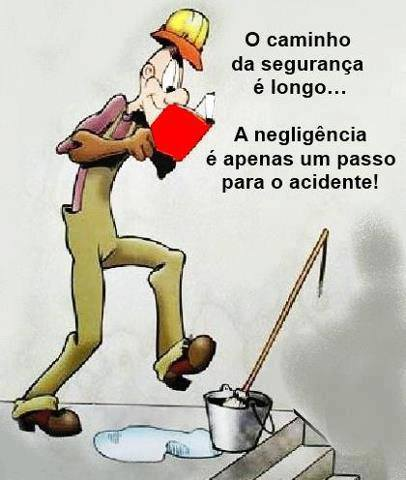 O caminho
da segurança
é longo...
A negligência
é apenas um passo
para o acidente!